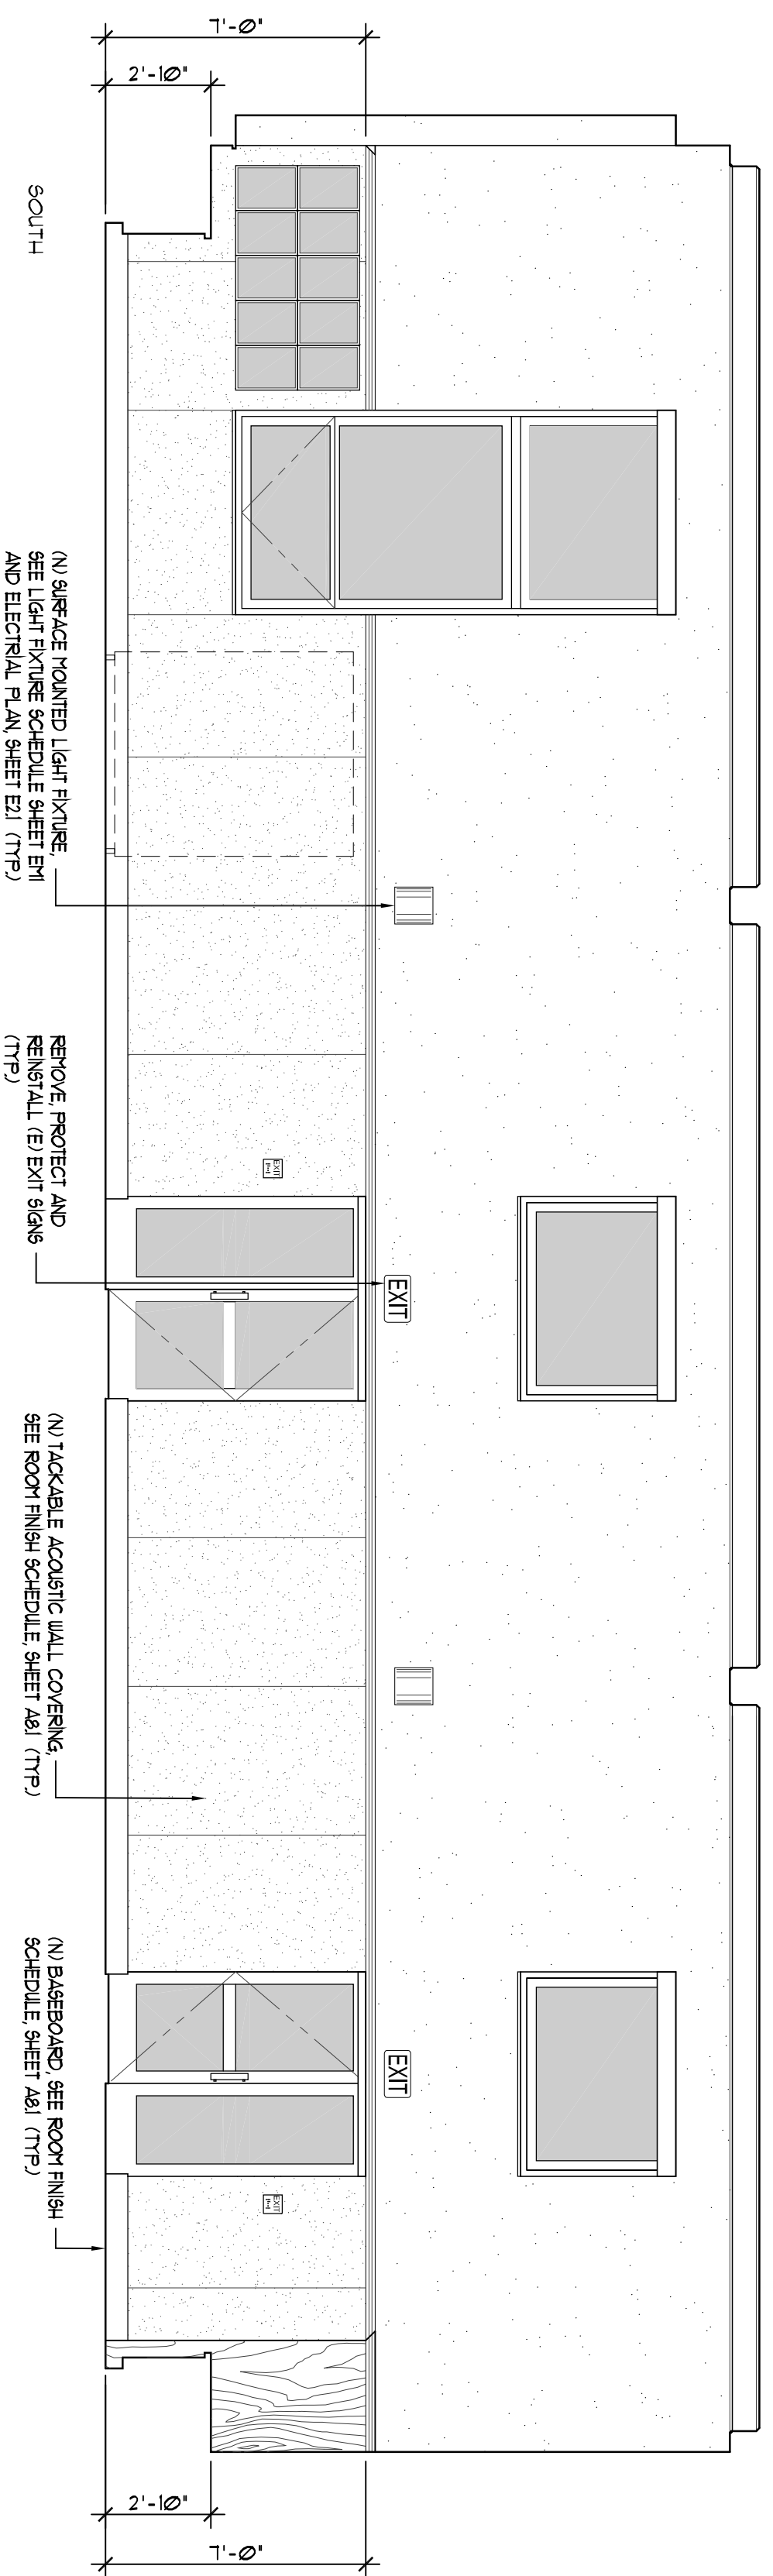 7'-0"
2'-10"
SOUTH
(N) SURFACE MOUNTED LIGHT FIXTURE,
SEE LIGHT FIXTURE SCHEDULE SHEET EM1
AND ELECTRIAL PLAN, SHEET E2.1 (TYP.)
REMOVE, PROTECT AND
REINSTALL (E) EXIT SIGNS
(TYP.)
(N) TACKABLE ACOUSTIC WALL COVERING,
SEE ROOM FINISH SCHEDULE, SHEET A8.1 (TYP.)
(N) BASEBOARD, SEE ROOM FINISH
SCHEDULE, SHEET A8.1 (TYP.)
EXIT
EXIT
EXIT
EXIT
2'-10"
7'-0"